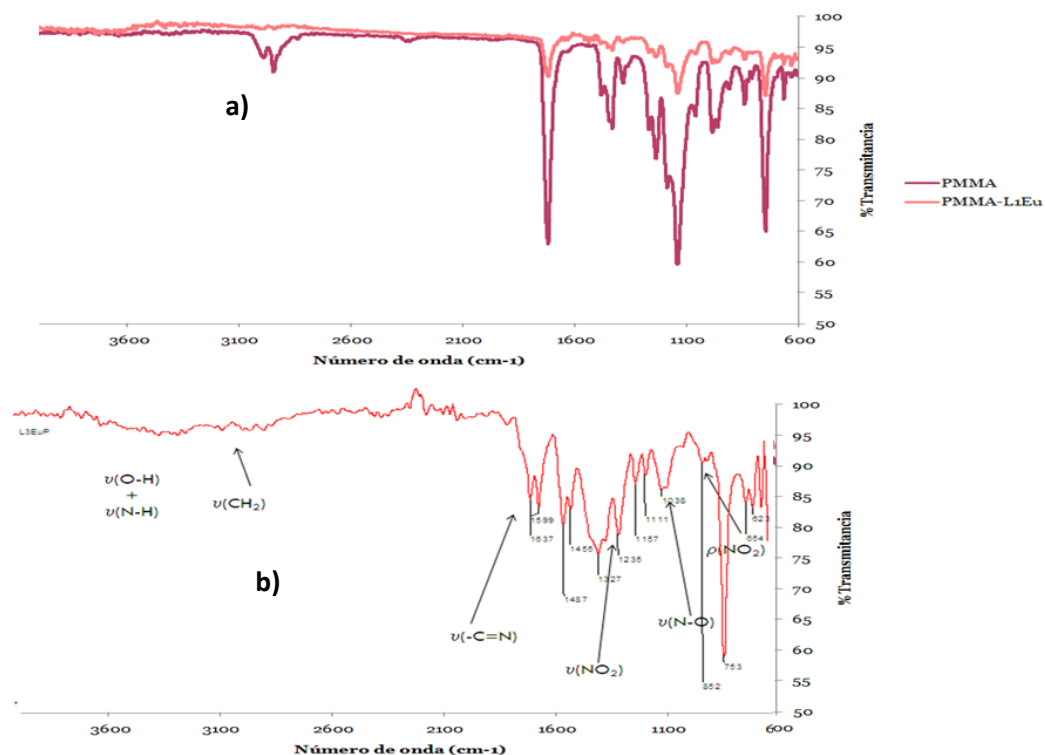 100
95
90
85
80
75
70
65
60
55
50
% Transmitancia
a)
PMMA
PMMA-L1Eu
3600 3100 2600 2100 1600 1100 600
Número de onda (cm-1)
L3EuP
100
95
90
85
80
75
70
65
60
55
50
% Transmitancia
υ(O-H)
+
υ(N-H)
υ(CH₂)
1599
1637
1487
1456
1327
1235
1157
1111
1038
852
753
654
623
ρ(NO₂)
υ(N-O)
υ(NO₂)
υ(-C=N)
b)
3600 3100 2600 2100 1600 1100 600
Número de onda (cm-1)